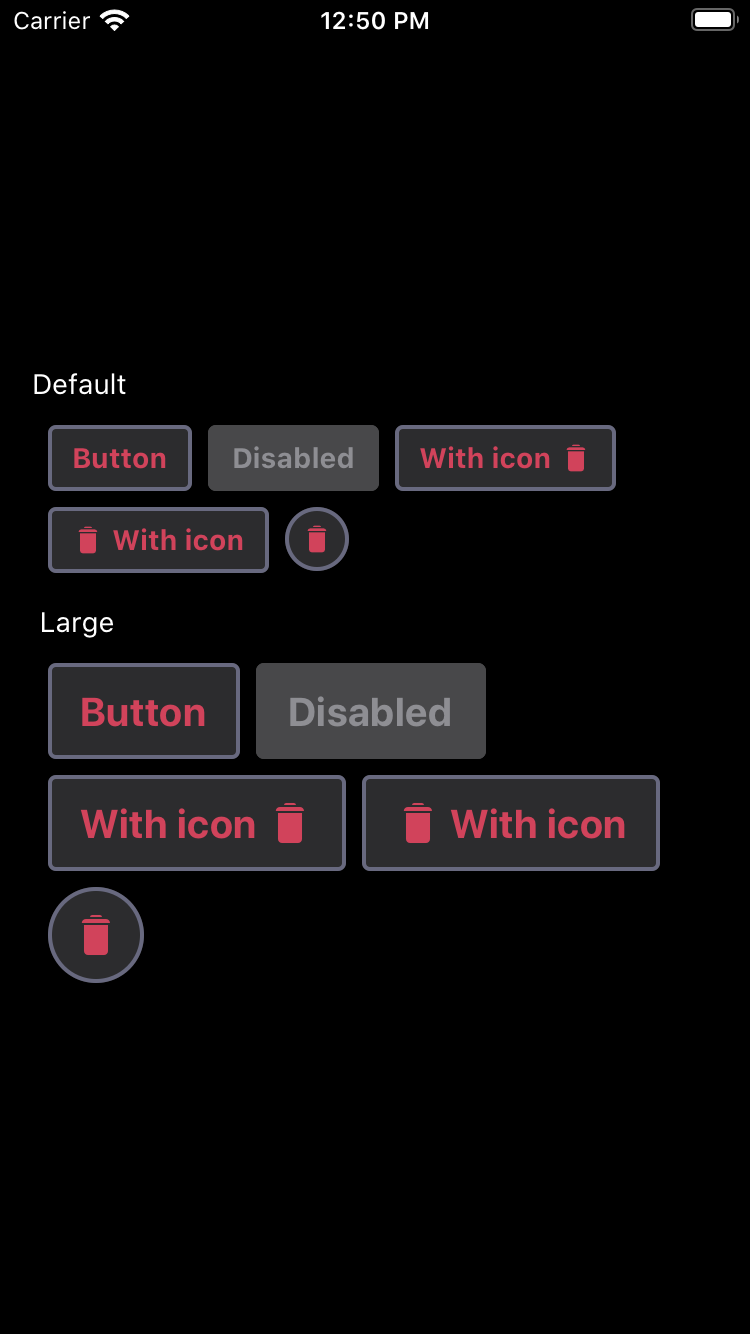 Carrier 12:50 PM
Default
Button Disabled With icon
With icon
Large
Button Disabled
With icon With icon